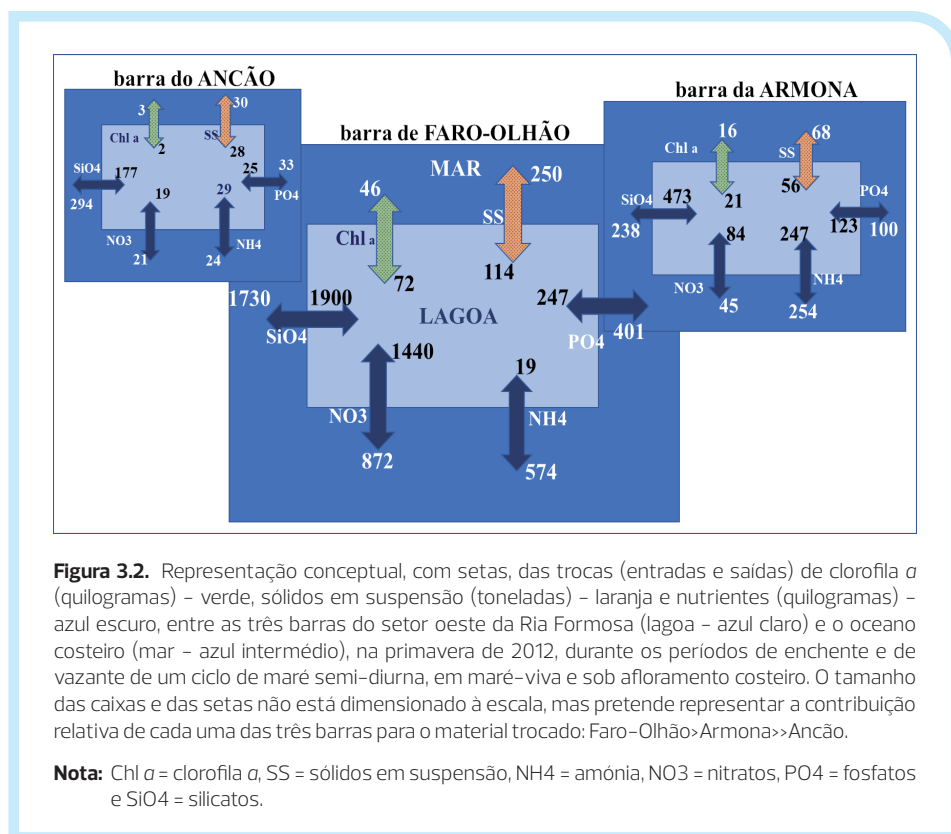 barra do ANCÃO
3
30
Chl a
2
SS
28
SiO4
177
25
33
294
19
29
PO4
NO3
21
24
NH4
barra de FARO-OLHÃO
MAR
46
250
Chl a
SS
72
114
1730
1900
247
SiO4
LAGOA
PO4
401
1440
19
NO3
NH4
872
574
barra da ARMONA
16
68
Chl a
SS
56
PO4
SiO4
473
21
123
238
84
247
100
NO3
NH4
45
254
Figura 3.2. Representação conceptual, com setas, das trocas (entradas e saídas) de clorofila a
(quilogramas) – verde, sólidos em suspensão (toneladas) – laranja e nutrientes (quilogramas) –
azul escuro, entre as três barras do setor oeste da Ria Formosa (lagoa – azul claro) e o oceano
costeiro (mar – azul intermédio), na primavera de 2012, durante os períodos de enchente e de
vazante de um ciclo de maré semi-diurna, em maré-viva e sob afloramento costeiro. O tamanho
das caixas e das setas não está dimensionado à escala, mas pretende representar a contribuição
relativa de cada uma das três barras para o material trocado: Faro-Olhão>Armona>>Ancão.
Nota: Chl a = clorofila a, SS = sólidos em suspensão, NH4 = amónia, NO3 = nitratos, PO4 = fosfatos
e SiO4 = silicatos.